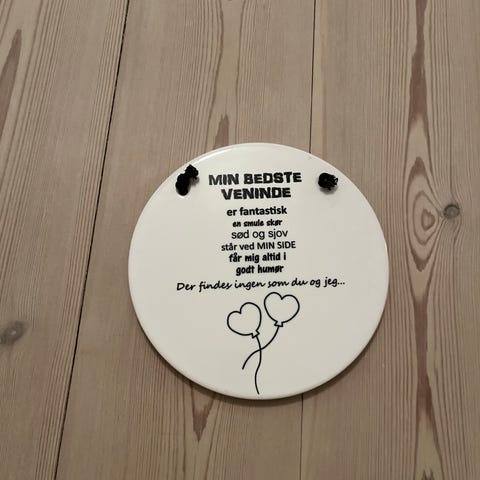 MIN BEDSTE
VENINDE
er fantastisk
en smule skør
sød og sjov
står ved MIN SIDE
får mig altid i
godt humør
Der findes ingen som du og jeg...